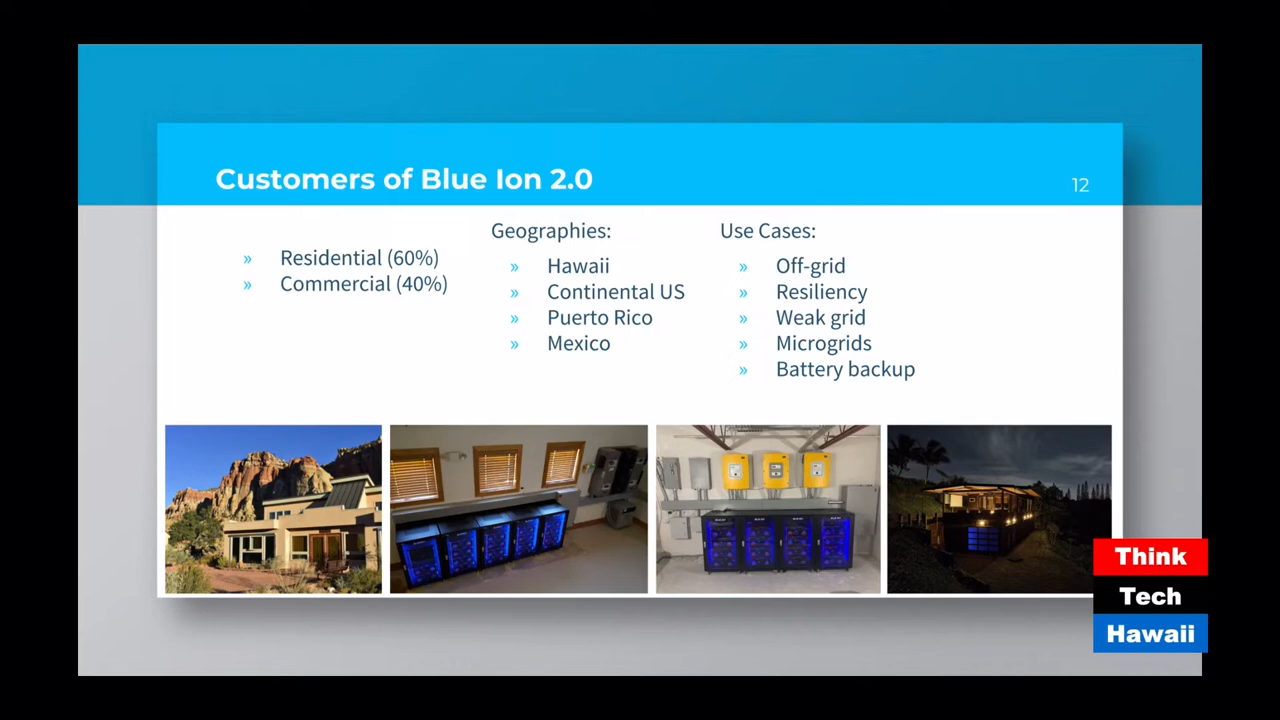 Customers of Blue Ion 2.0
12
» Residential (60%)
» Commercial (40%)
Geographies:
» Hawaii
» Continental US
» Puerto Rico
» Mexico
Use Cases:
» Off-grid
» Resiliency
» Weak grid
» Microgrids
» Battery backup
Think
Tech
Hawaii